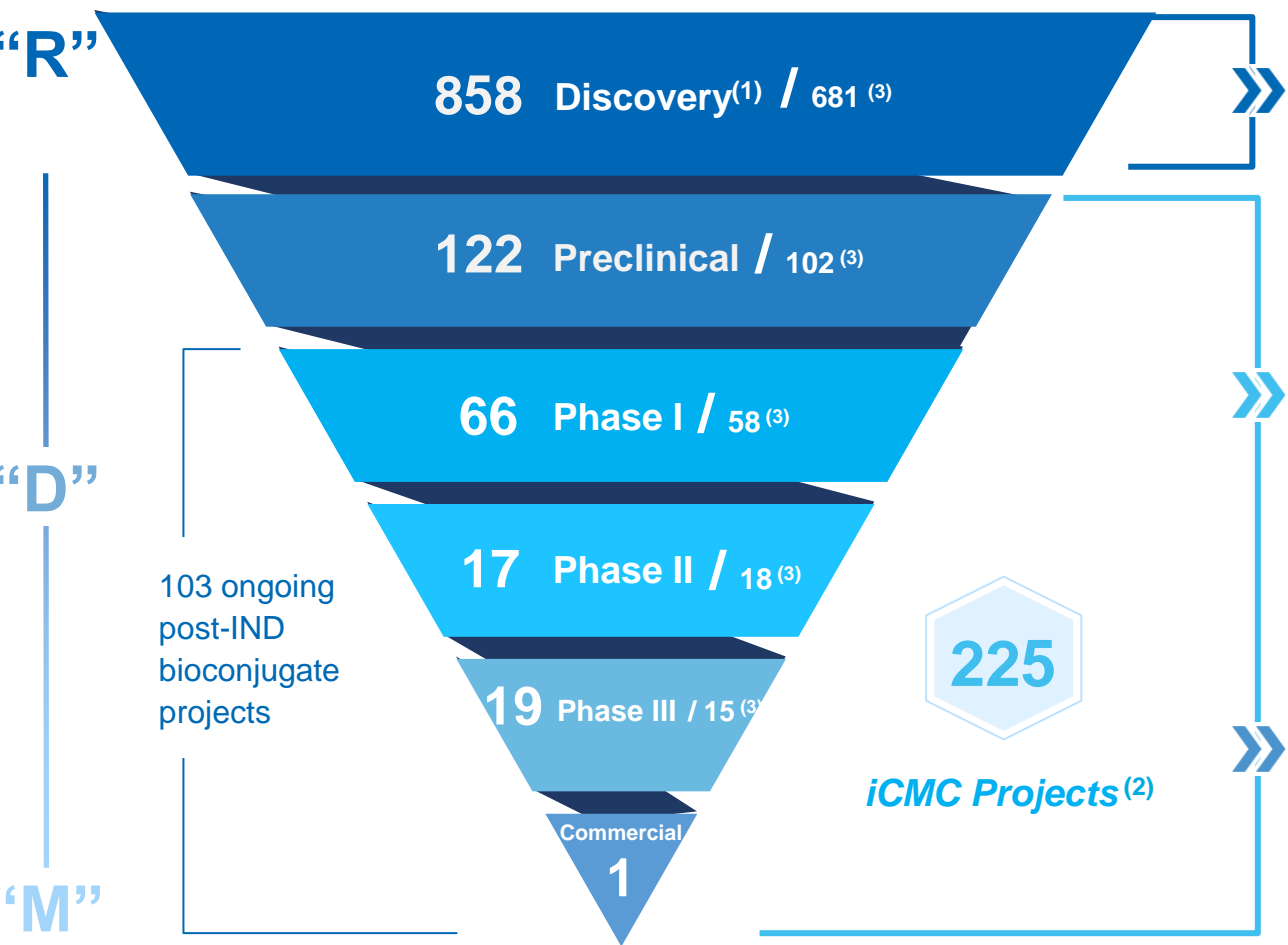 “R”
858 Discovery(1) / 681 (3)
122 Preclinical / 102 (3)
66 Phase I / 58 (3)
“D”
17 Phase II / 18 (3)
103 ongoing
post-IND
bioconjugate
projects
19 Phase III / 15 (3)
225
iCMC Projects (2)
Commercial
1
“M”